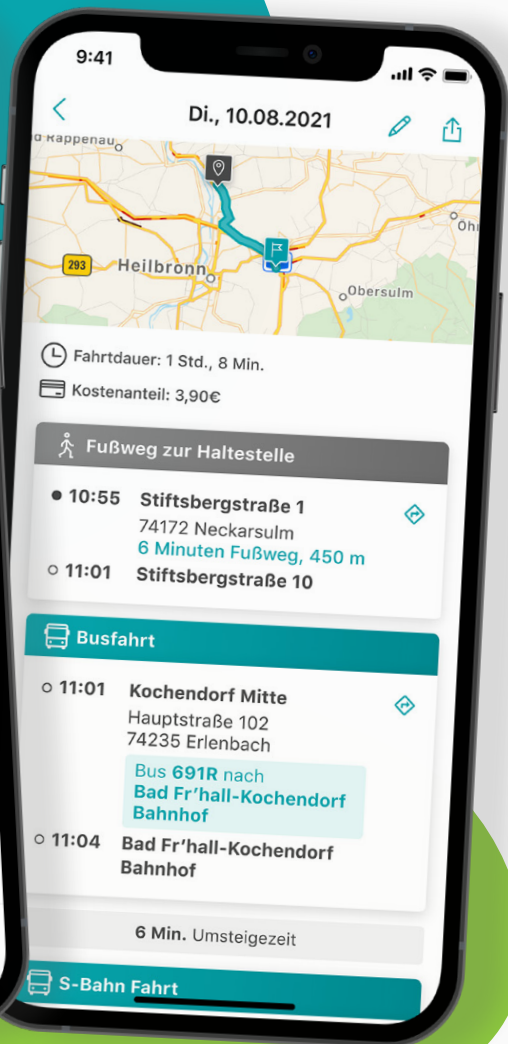 9:41
Di., 10.08.2021
d Rappenau
293
Heilbronn
Öh
Obersulm
Fahrtdauer: 1 Std., 8 Min.
Kostenanteil: 3,90€
Fußweg zur Haltestelle
10:55 Stiftsbergstraße 1
74172 Neckarsulm
6 Minuten Fußweg, 450 m
11:01 Stiftsbergstraße 10
Busfahrt
11:01 Kochendorf Mitte
Hauptstraße 102
74235 Erlenbach
Bus 691R nach
Bad Fr'hall-Kochendorf
Bahnhof
11:04 Bad Fr'hall-Kochendorf
Bahnhof
6 Min. Umsteigezeit
S-Bahn Fahrt